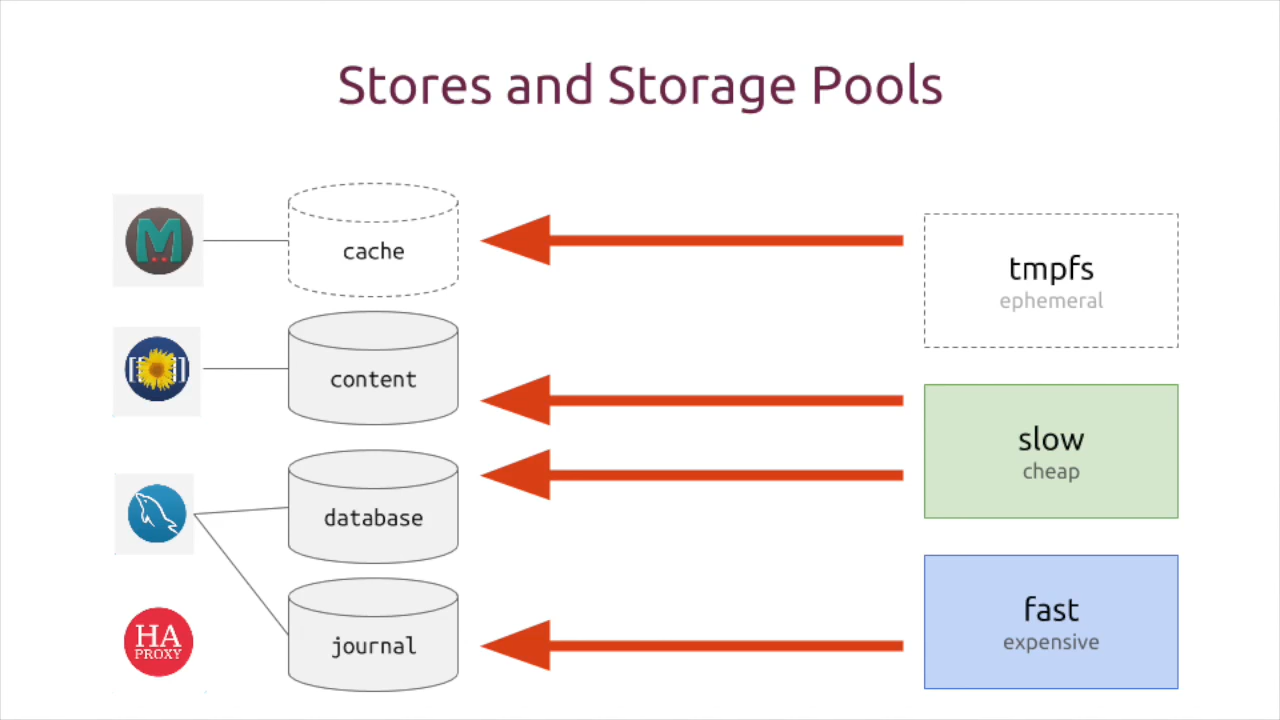 Stores and Storage Pools
cache
tmpfs
ephemeral
content
slow
cheap
database
fast
expensive
journal
HA
PROXY